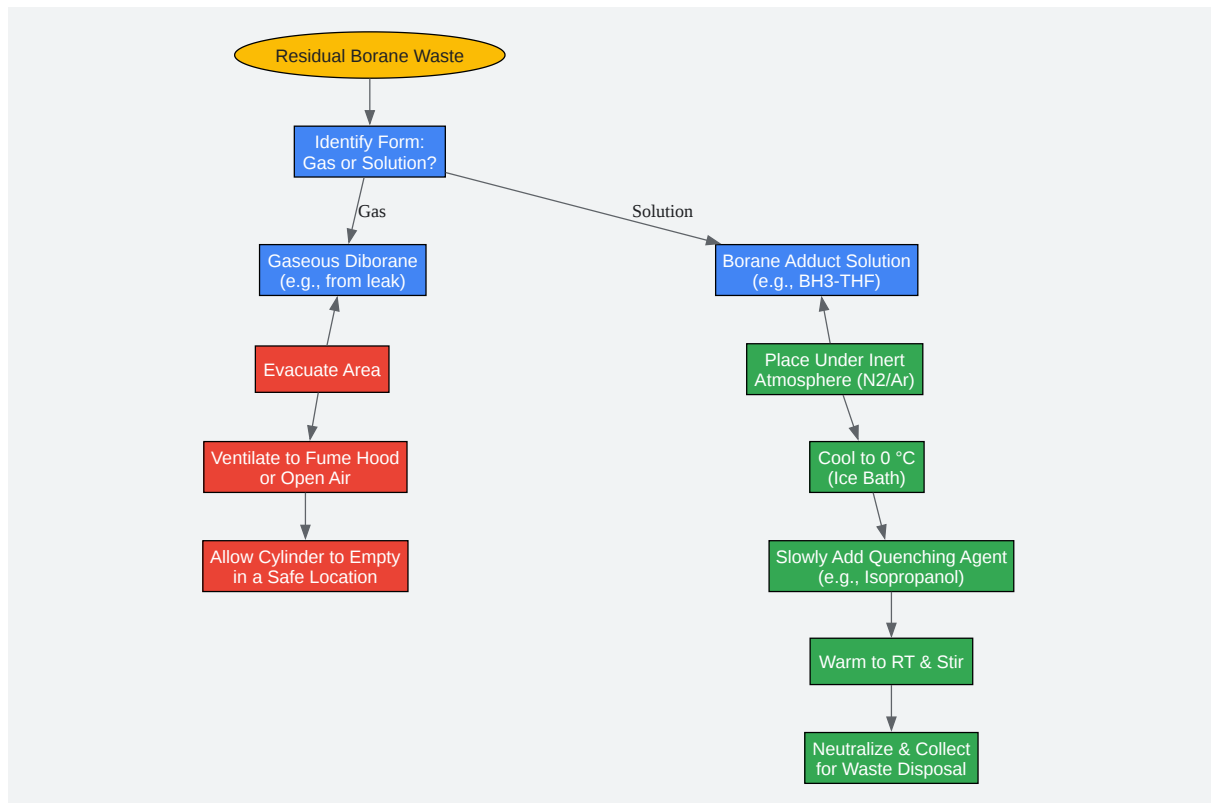 Residual Borane Waste
Identify Form:
Gas or Solution?
Gas
Solution
Gaseous Diborane
(e.g., from leak)
Borane Adduct Solution
(e.g., BH3-THF)
Evacuate Area
Place Under Inert
Atmosphere (N2/Ar)
Ventilate to Fume Hood
or Open Air
Cool to 0 °C
(Ice Bath)
Allow Cylinder to Empty
in a Safe Location
Slowly Add Quenching Agent
(e.g., Isopropanol)
Warm to RT & Stir
Neutralize & Collect
for Waste Disposal